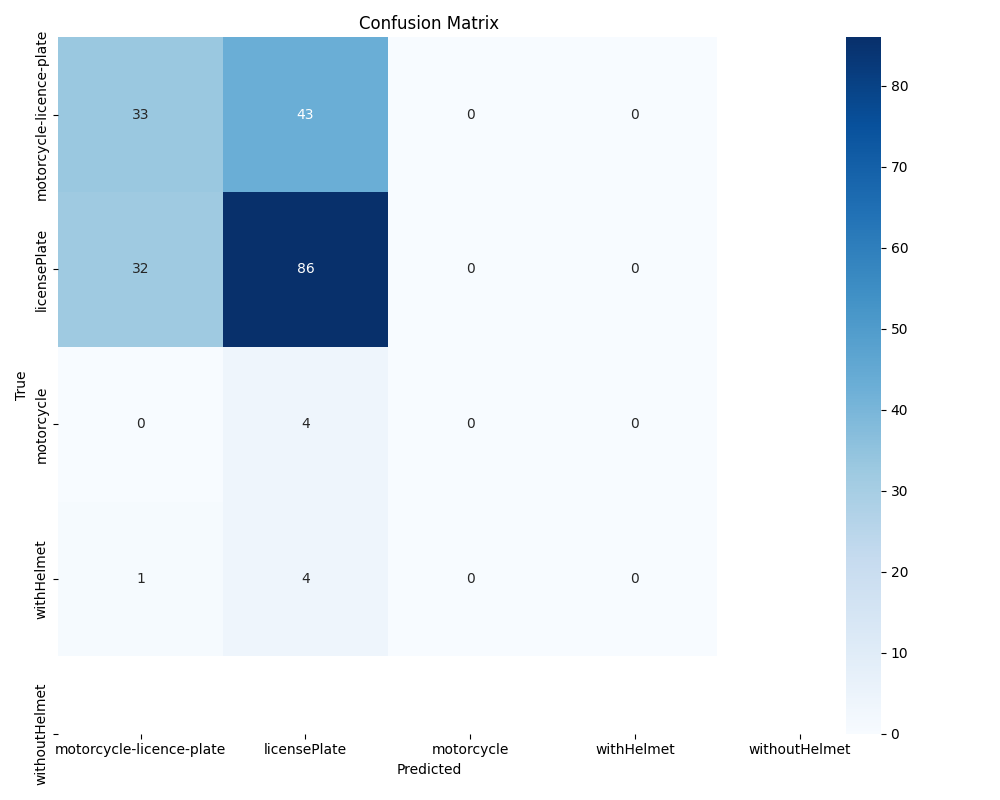 Confusion Matrix
motorcycle-licence-plate
33 43 0 0
licensePlate
32 86 0 0
True
motorcycle
0 4 0 0
withHelmet
1 4 0 0
withoutHelmet
motorcycle-licence-plate licensePlate motorcycle withHelmet withoutHelmet
Predicted
80
70
60
50
40
30
20
10
0